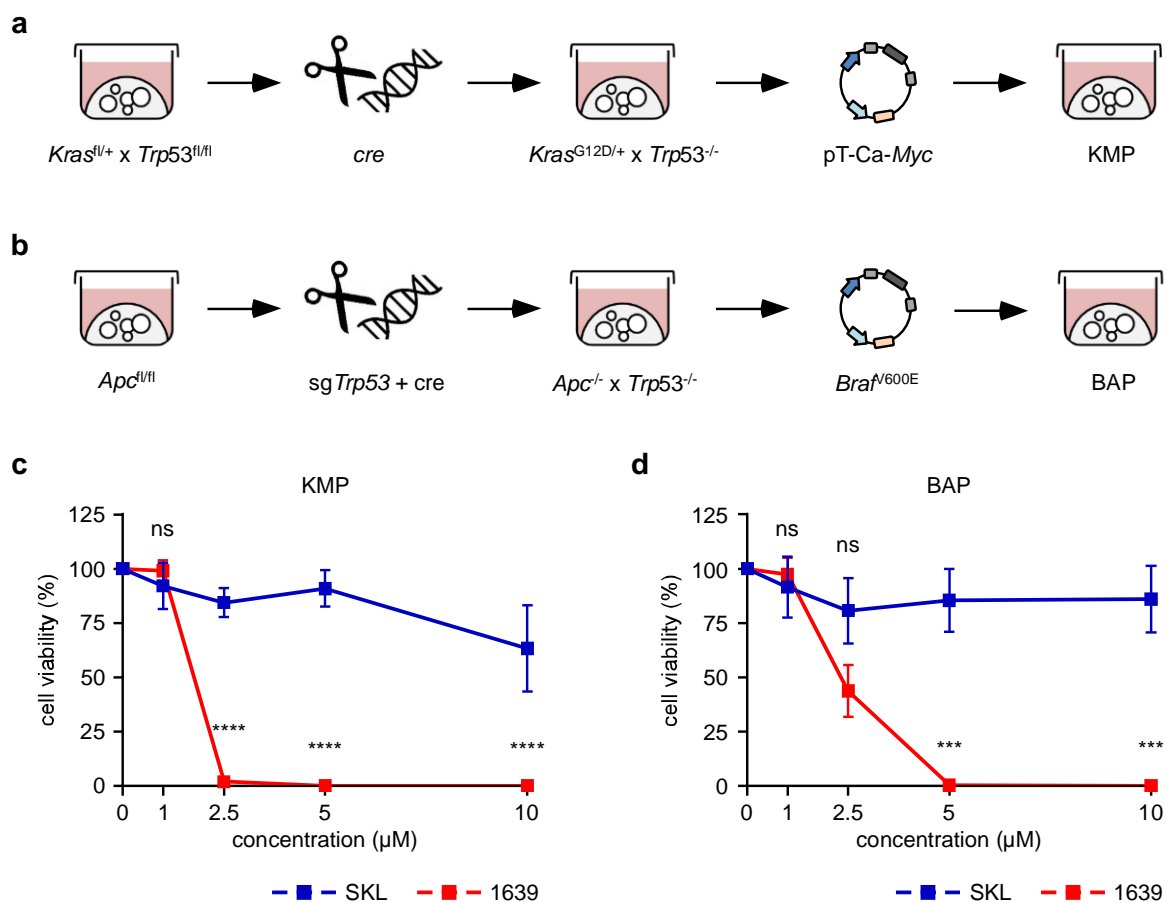 a
Kras^fl/+ x Trp53^fl/fl
cre
Kras^G12D/+ x Trp53^-/-
pT-Ca-Myc
KMP
b
Apc^fl/fl
sgTrp53 + cre
Apc^-/- x Trp53^-/-
Braf^V600E
BAP
c
KMP
125
100
75
50
25
0
cell viability (%)
ns
****
****
****
0 1 2.5 5 10
concentration (µM)
SKL 1639
d
BAP
125
100
75
50
25
0
cell viability (%)
ns
ns
***
***
0 1 2.5 5 10
concentration (µM)
SKL 1639